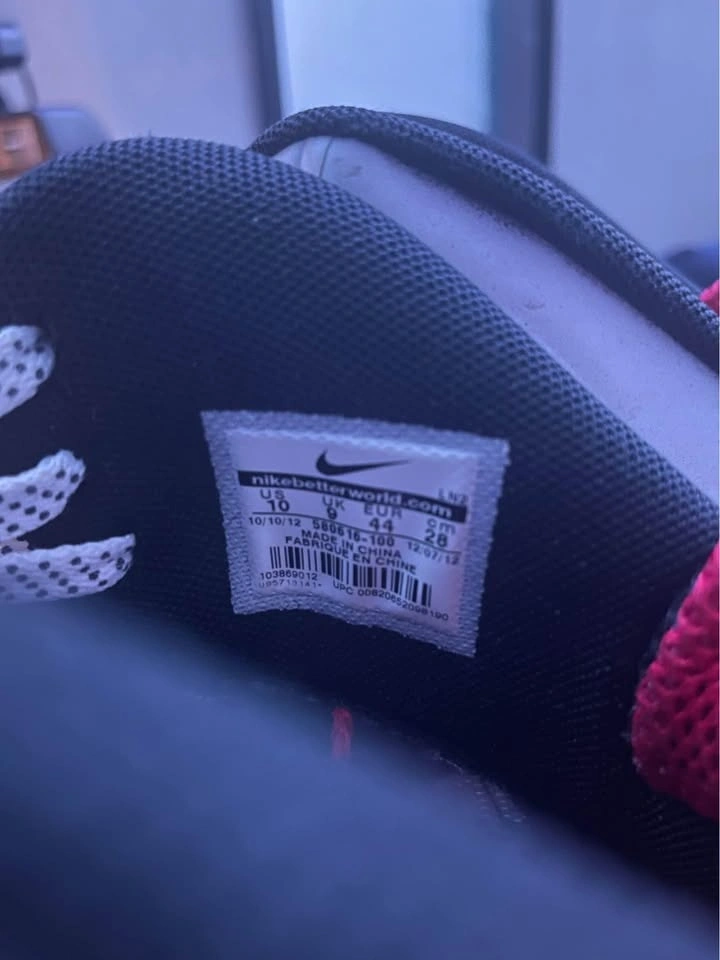 nikebetterworld.com
LN3
US UK EUR cm
10 9 44 28
10/10/12 580616-100 12/07/12
MADE IN CHINA
FABRIQUE EN CHINE
103869012
UPC 00820652098190